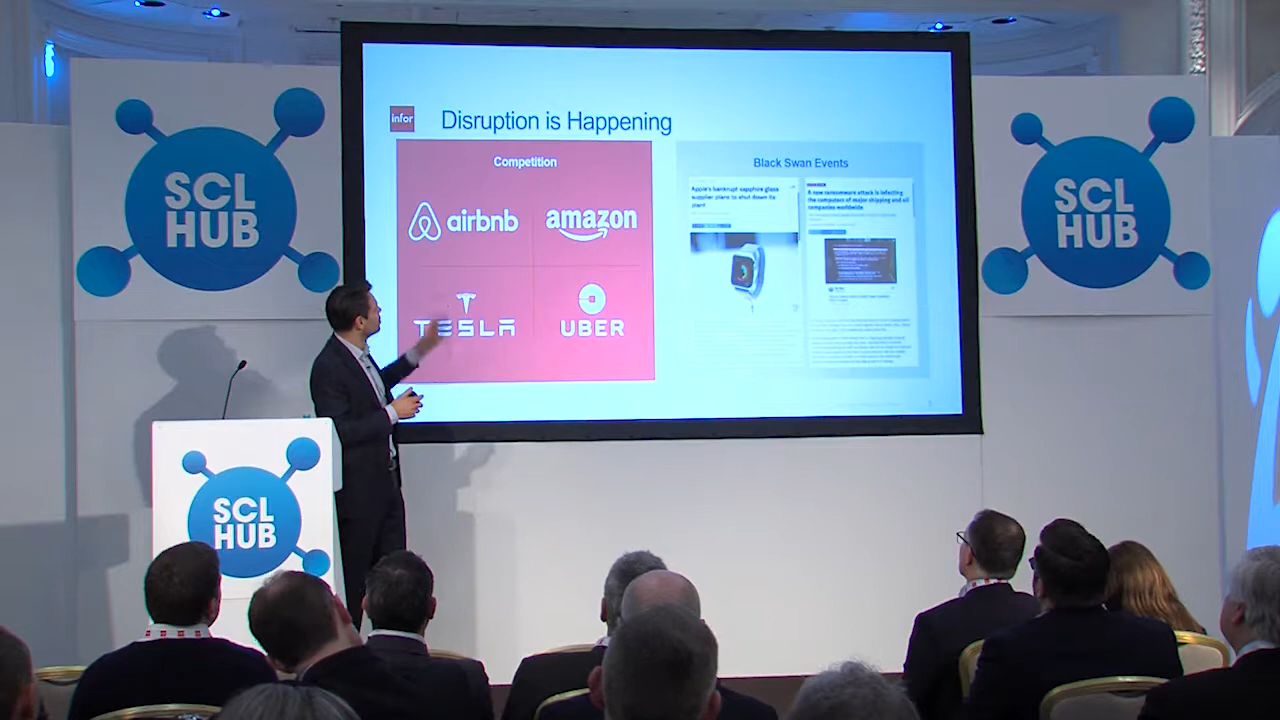 SCL
HUB
infor
Disruption is Happening
Competition
airbnb
amazon
TESLA
UBER
Black Swan Events
Apple's bankrupt sapphire glass
supplier plans to shut down its
plant
A new ransomware attack is infecting
the computers of major shipping and oil
companies worldwide
SCL
HUB
SCL
HUB